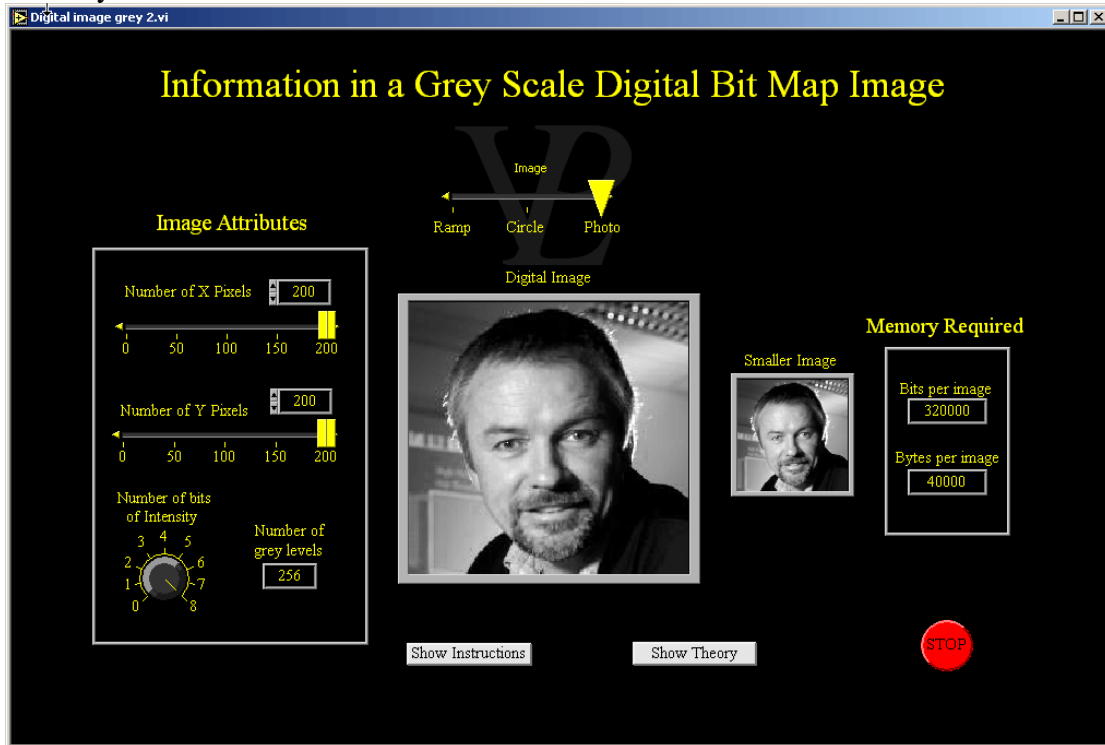 Digital image grey 2.vi
Information in a Grey Scale Digital Bit Map Image
Image
Ramp Circle Photo
Image Attributes
Number of X Pixels 200
0 50 100 150 200
Number of Y Pixels 200
0 50 100 150 200
Number of bits
of Intensity
0 1 2 3 4 5 6 7 8
Number of
grey levels
256
Digital Image
Smaller Image
Memory Required
Bits per image
320000
Bytes per image
40000
Show Instructions
Show Theory
STOP